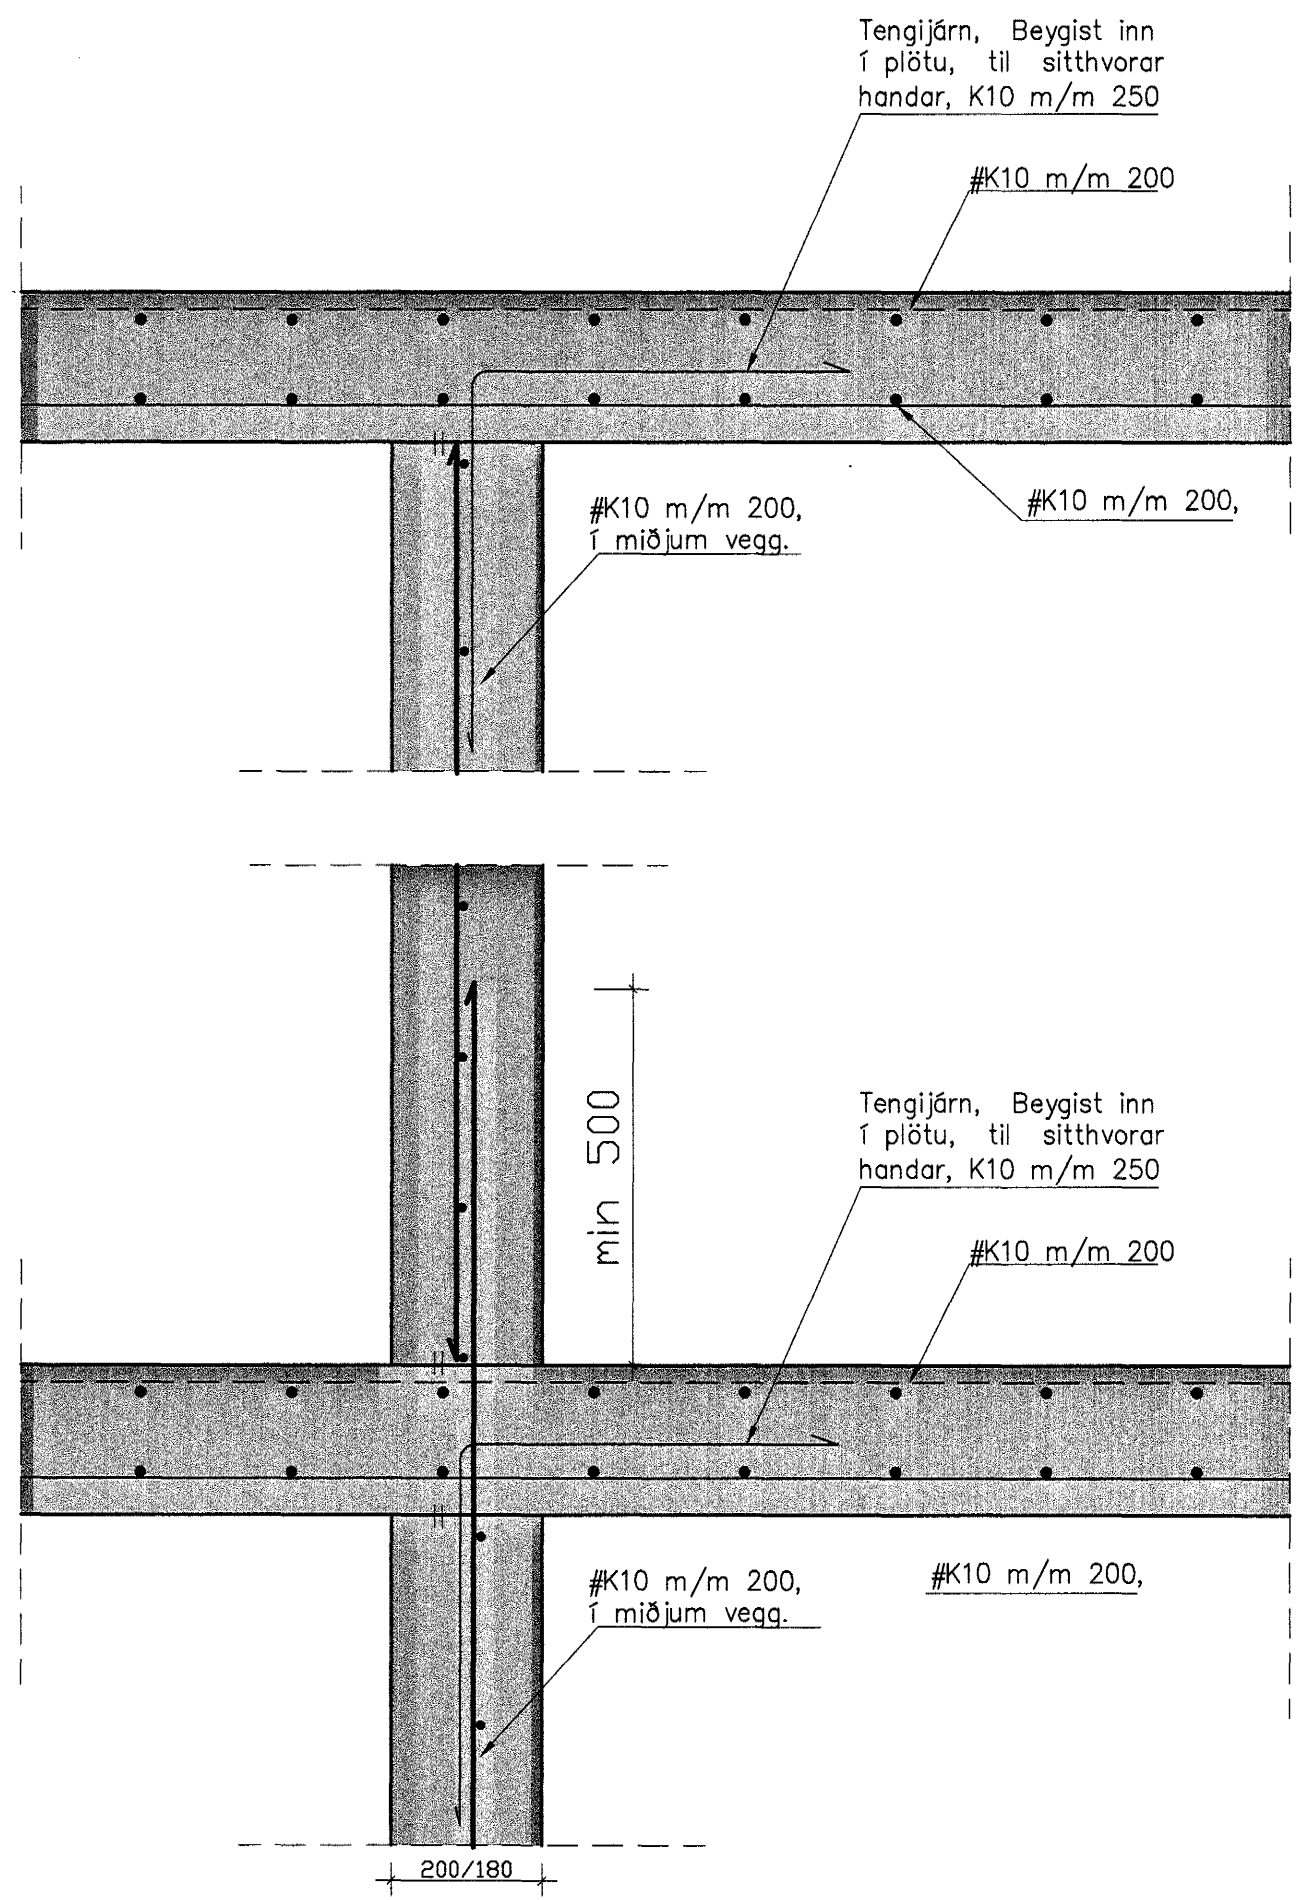 Tengijárn, Beygist inn
í plötu, til sitthvorar
handar, K10 m/m 250
#K10 m/m 200
#K10 m/m 200,
í miðjum vegg.
#K10 m/m 200,
min 500
Tengijárn, Beygist inn
í plötu, til sitthvorar
handar, K10 m/m 250
#K10 m/m 200
#K10 m/m 200,
í miðjum vegg.
#K10 m/m 200,
200/180